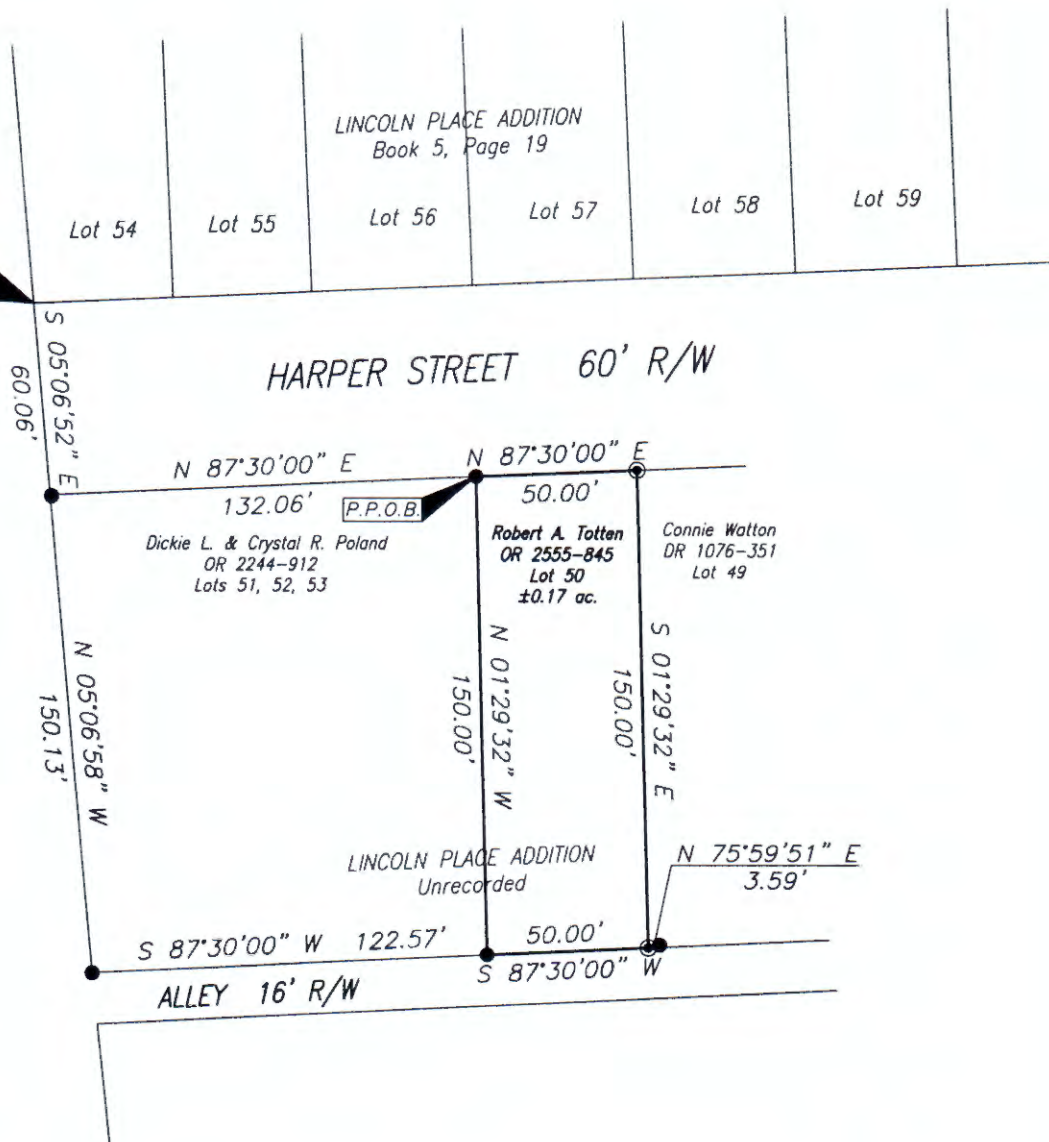 LINCOLN PLACE ADDITION
Book 5, Page 19
Lot 54
Lot 55
Lot 56
Lot 57
Lot 58
Lot 59
S 05°06'52" E
60.06'
HARPER STREET 60' R/W
N 87°30'00" E
132.06'
P.P.O.B.
N 87°30'00" E
50.00'
Dickie L. & Crystal R. Poland
OR 2244-912
Lots 51, 52, 53
Robert A. Totten
OR 2555-845
Lot 50
±0.17 ac.
Connie Watton
DR 1076-351
Lot 49
N 05°06'58" W
150.13'
N 01°29'32" W
150.00'
S 01°29'32" E
150.00'
LINCOLN PLACE ADDITION
Unrecorded
N 75°59'51" E
3.59'
S 87°30'00" W 122.57'
50.00'
S 87°30'00" W
ALLEY 16' R/W